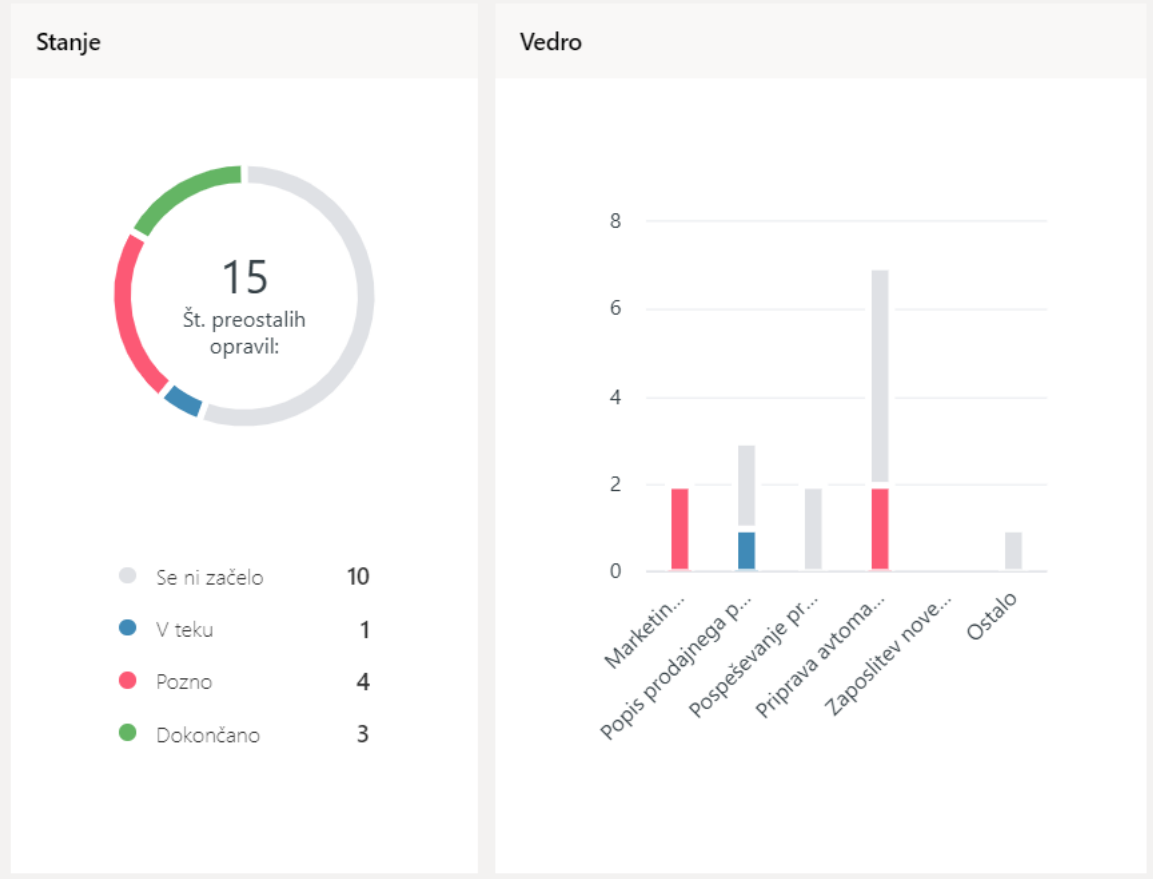 Stanje
15
Št. preostalih
opravil:
Se ni začelo 10
V teku 1
Pozno 4
Dokončano 3
Vedro
8
6
4
2
0
Marketin...
Popis prodajnega p...
Pospeševanje pr...
Priprava avtoma...
Zaposlitev nove...
Ostalo